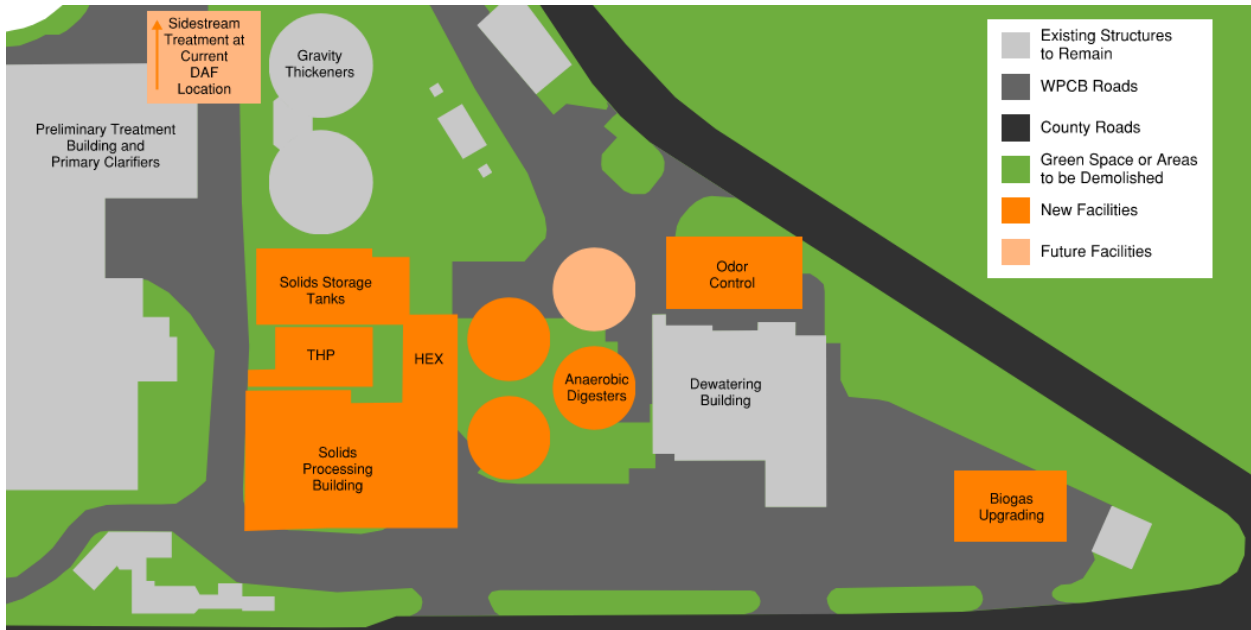 Sidestream
Treatment at
Current
DAF
Location
Gravity
Thickeners
Preliminary Treatment
Building and
Primary Clarifiers
Solids Storage
Tanks
THP
HEX
Solids
Processing
Building
Anaerobic
Digesters
Odor
Control
Dewatering
Building
Biogas
Upgrading
Existing Structures
to Remain
WPCB Roads
County Roads
Green Space or Areas
to be Demolished
New Facilities
Future Facilities